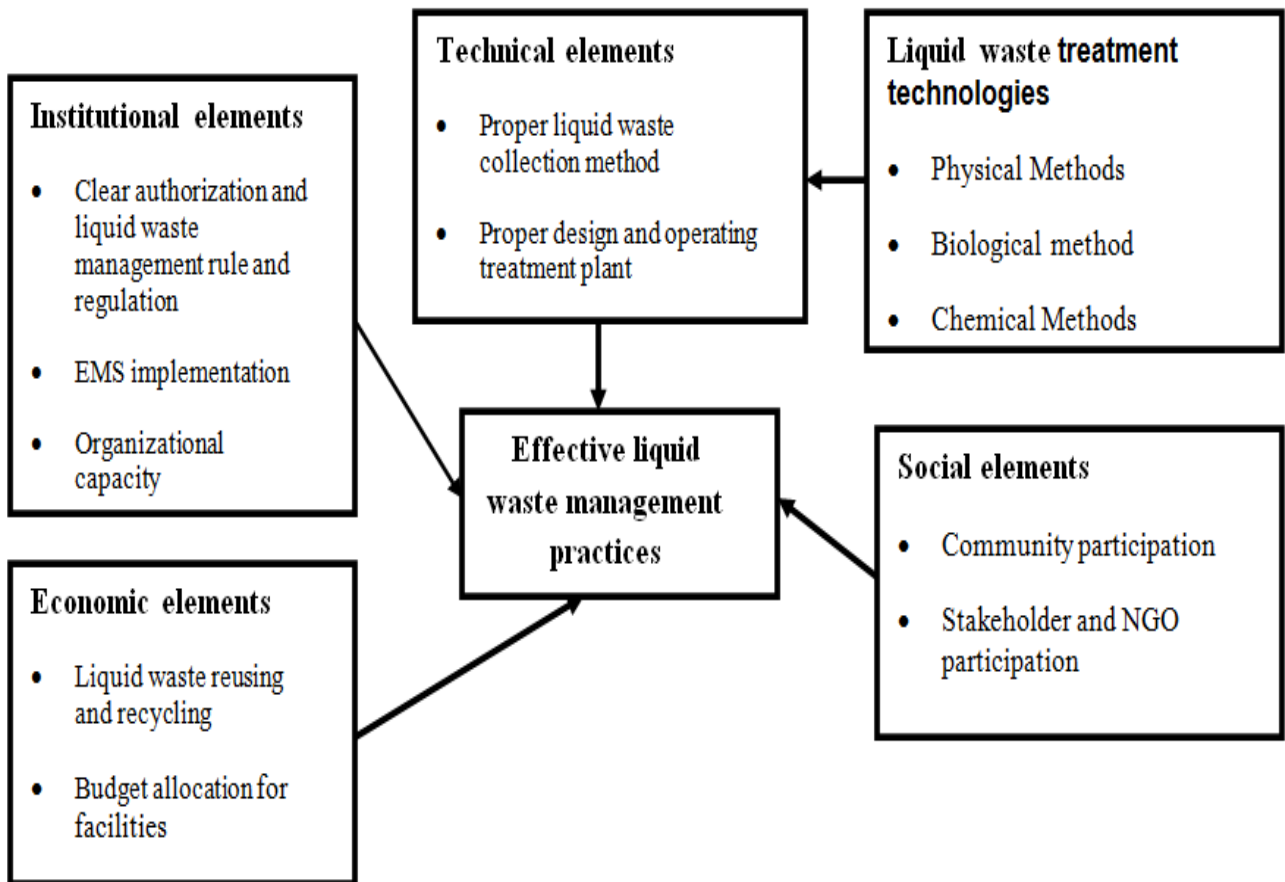 Institutional elements
• Clear authorization and
liquid waste
management rule and
regulation
• EMS implementation
• Organizational
capacity
Technical elements
• Proper liquid waste
collection method
• Proper design and operating
treatment plant
Liquid waste treatment
technologies
• Physical Methods
• Biological method
• Chemical Methods
Effective liquid
waste management
practices
Economic elements
• Liquid waste reusing
and recycling
• Budget allocation for
facilities
Social elements
• Community participation
• Stakeholder and NGO
participation